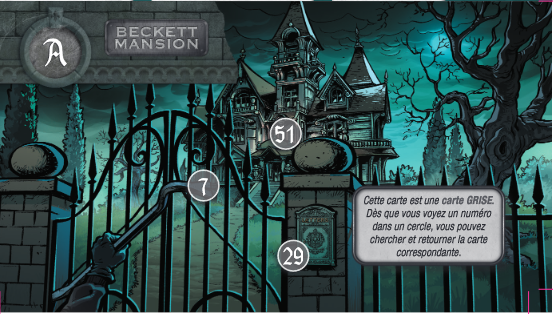 A
BECKETT
MANSION
51
7
Cette carte est une carte GRISE.
Dès que vous voyez un numéro
dans un cercle, vous pouvez
chercher et retourner la carte
correspondante.
29